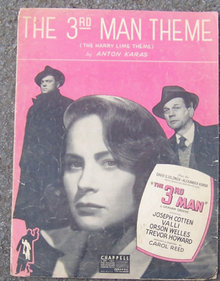 THE 3RD MAN THEME
(THE HARRY LIME THEME)
by ANTON KARAS
"THE
3RD
MAN"
JOSEPH COTTEN
VALLI
ORSON WELLES
TREVOR HOWARD
CAROL REED
CHAPPELL